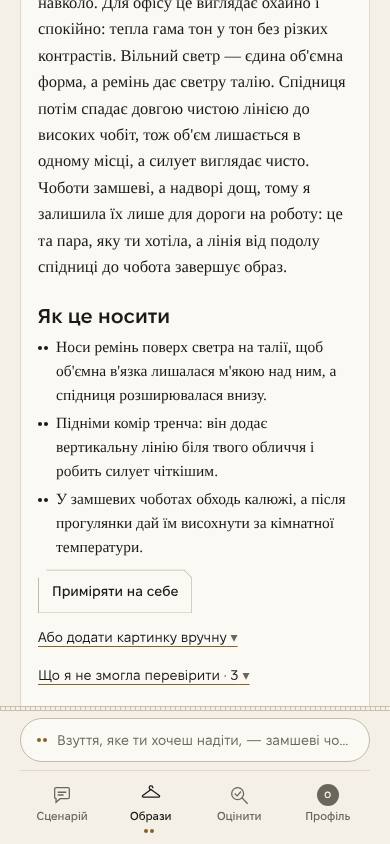 навколо. Для офісу це виглядає охайно і
спокійно: тепла гама тон у тон без різких
контрастів. Вільний светр — єдина об'ємна
форма, а ремінь дає светру талію. Спідниця
потім спадає довгою чистою лінією до
високих чобіт, тож об'єм лишається в
одному місці, а силует виглядає чисто.
Чоботи замшеві, а надворі дощ, тому я
залишила їх лише для дороги на роботу: це
та пара, яку ти хотіла, а лінія від подолу
спідниці до чобота завершує образ.
Як це носити
•• Носи ремінь поверх светра на талії, щоб
об'ємна в'язка лишалася м'якою над ним, а
спідниця розширювалася внизу.
•• Підніми комір тренча: він додає
вертикальну лінію біля твого обличчя і
робить силует чіткішим.
•• У замшевих чоботах обходь калюжі, а після
прогулянки дай їм висохнути за кімнатної
температури.
Приміряти на себе
Або додати картинку вручну ▾
Що я не змогла перевірити · 3 ▾
•• Взуття, яке ти хочеш надіти, — замшеві чо...
Сценарій
Образи
Оцінити
О
Профіль